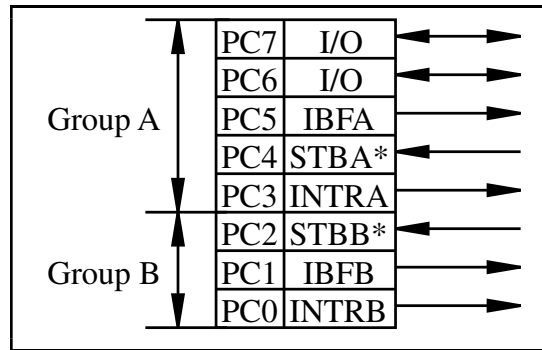 PC7 I/O
PC6 I/O
Group A PC5 IBFA
PC4 STBA*
PC3 INTRA
PC2 STBB*
Group B PC1 IBFB
PC0 INTRB